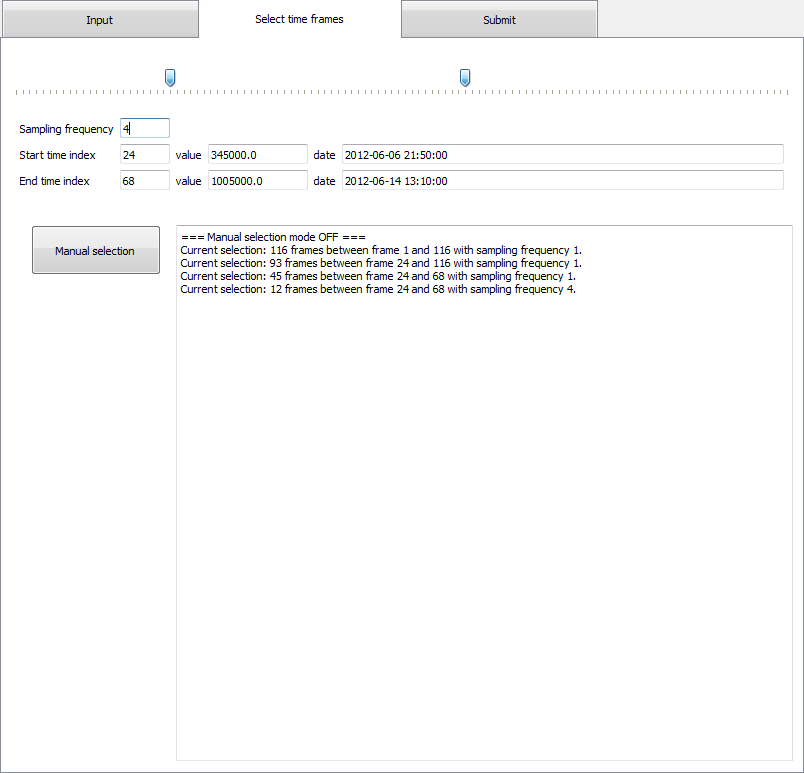 Input Select time frames Submit
Sampling frequency 4
Start time index 24 value 345000.0 date 2012-06-06 21:50:00
End time index 68 value 1005000.0 date 2012-06-14 13:10:00
Manual selection
=== Manual selection mode OFF ===
Current selection: 116 frames between frame 1 and 116 with sampling frequency 1.
Current selection: 93 frames between frame 24 and 116 with sampling frequency 1.
Current selection: 45 frames between frame 24 and 68 with sampling frequency 1.
Current selection: 12 frames between frame 24 and 68 with sampling frequency 4.